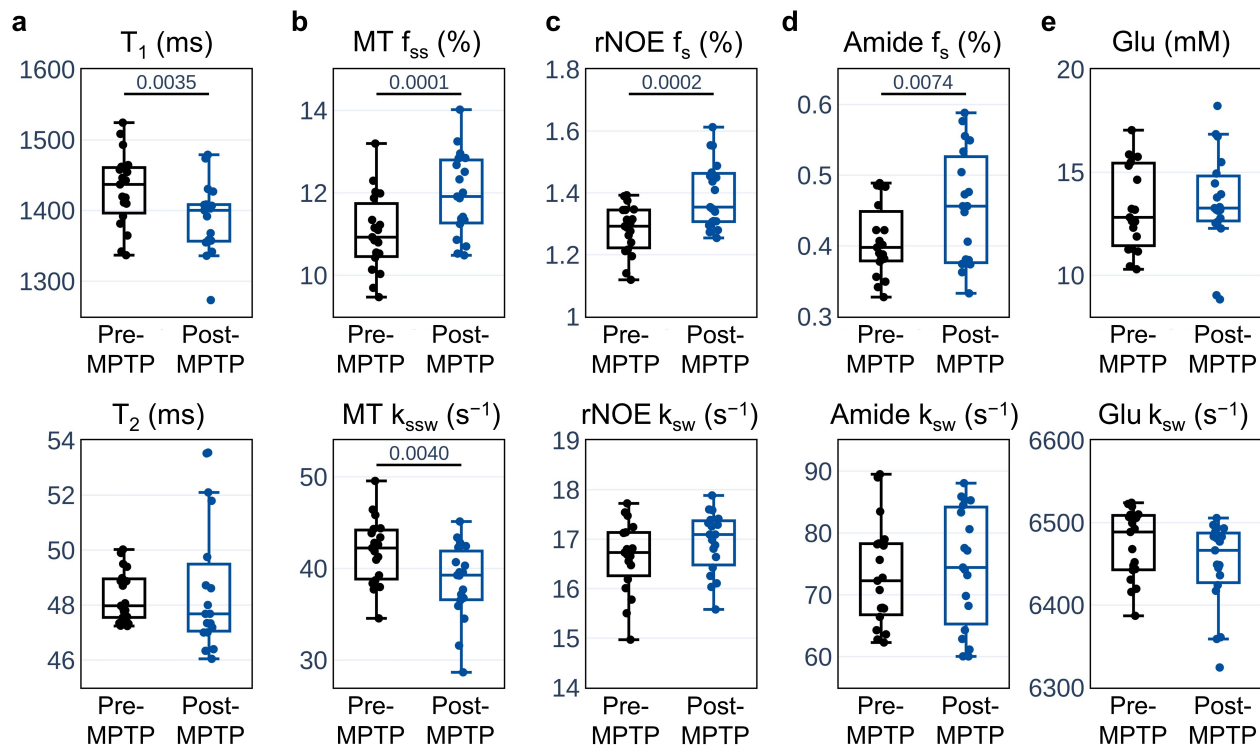 a
b
c
d
e
T₁ (ms)
MT fₛₛ (%)
rNOE fₛ (%)
Amide fₛ (%)
Glu (mM)
1600
1500
1400
1300
0.0035
Pre-
MPTP
Post-
MPTP
14
12
10
0.0001
Pre-
MPTP
Post-
MPTP
1.8
1.6
1.4
1.2
1
0.0002
Pre-
MPTP
Post-
MPTP
0.6
0.5
0.4
0.3
0.0074
Pre-
MPTP
Post-
MPTP
20
15
10
Pre-
MPTP
Post-
MPTP
T₂ (ms)
MT kₛₛw (s⁻¹)
rNOE kₛw (s⁻¹)
Amide kₛw (s⁻¹)
Glu kₛw (s⁻¹)
54
52
50
48
46
Pre-
MPTP
Post-
MPTP
50
40
30
0.0040
Pre-
MPTP
Post-
MPTP
19
18
17
16
15
14
Pre-
MPTP
Post-
MPTP
90
80
70
60
Pre-
MPTP
Post-
MPTP
6600
6500
6400
6300
Pre-
MPTP
Post-
MPTP